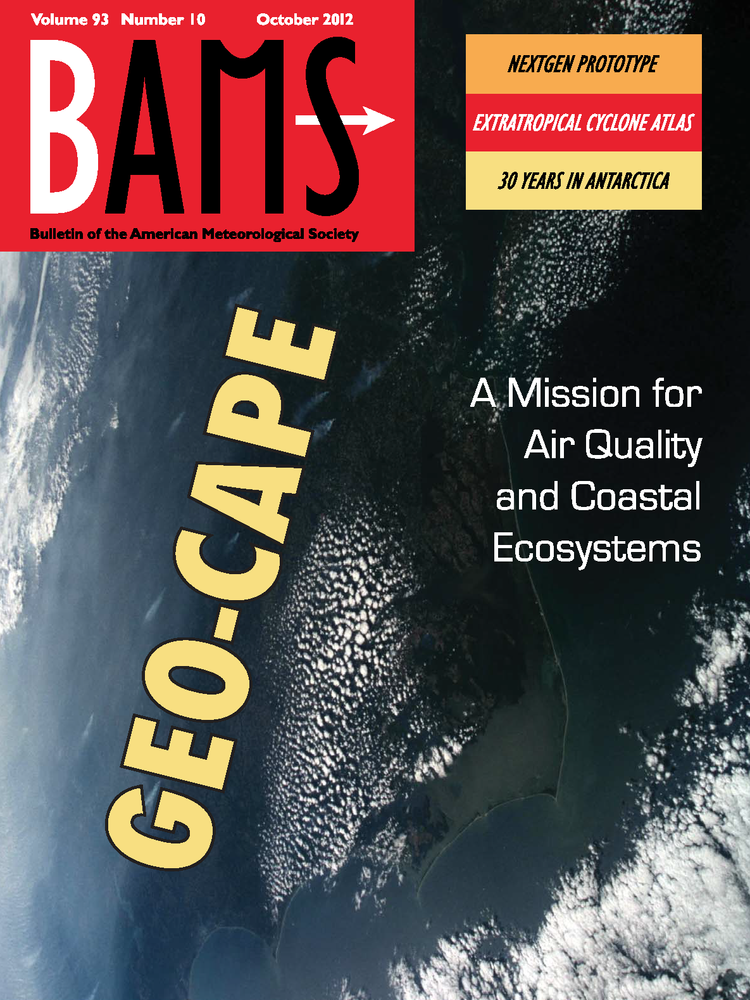 Volume 93 Number 10 October 2012
BAMS
Bulletin of the American Meteorological Society
NEXTGEN PROTOTYPE
EXTRATROPICAL CYCLONE ATLAS
30 YEARS IN ANTARCTICA
GEO-CAPE
A Mission for
Air Quality
and Coastal
Ecosystems